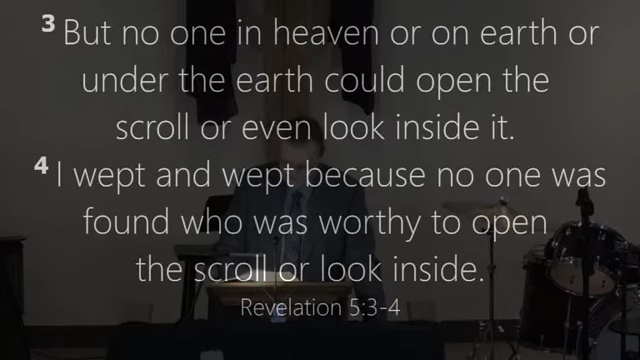 3 But no one in heaven or on earth or
under the earth could open the
scroll or even look inside it.
4 I wept and wept because no one was
found who was worthy to open
the scroll or look inside.
Revelation 5:3-4